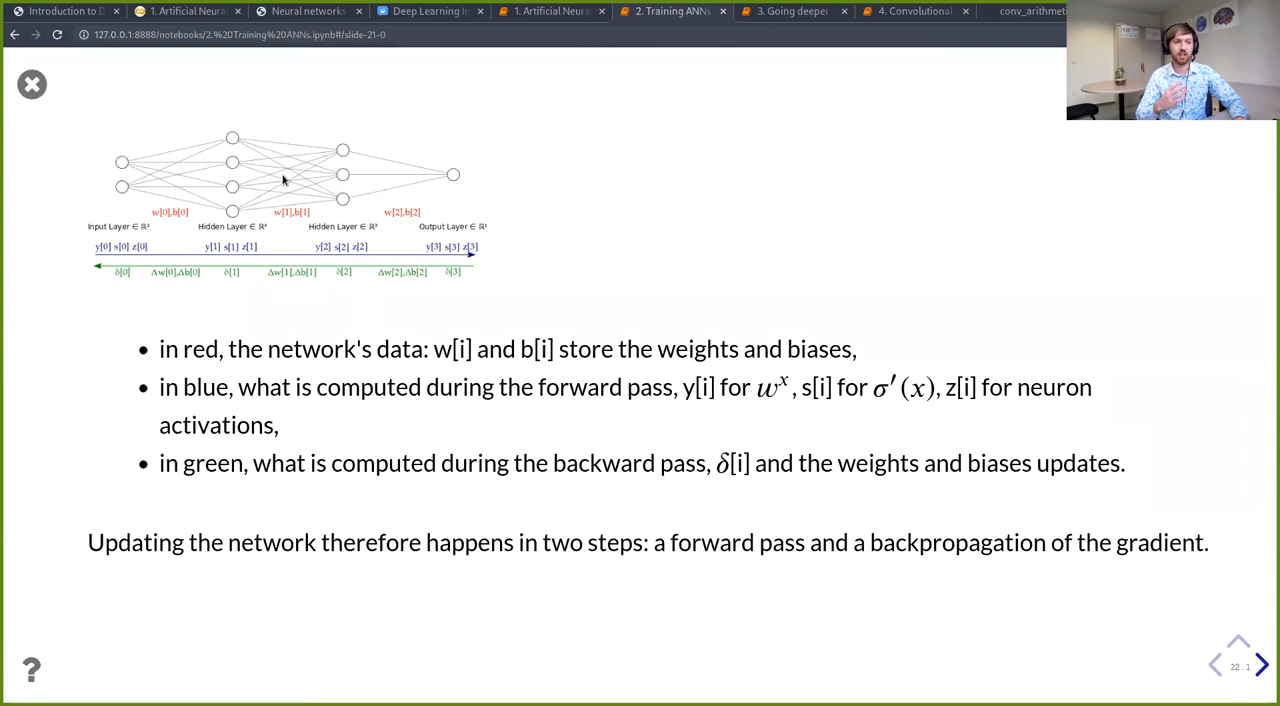 Introduction to D
1. Artificial Neura
Neural networks
Deep Learning I
1. Artificial Neura
2. Training ANNs
3. Going deeper
4. Convolutional
conv_arithmeti
127.0.0.1:8888/notebooks/2.%20Training%20ANNs.ipynb#/slide-21-0
w[0],b[0] w[1],b[1] w[2],b[2]
Input Layer ∈ ℝ² Hidden Layer ∈ ℝ⁴ Hidden Layer ∈ ℝ³ Output Layer ∈ ℝ¹
y[0] s[0] z[0] y[1] s[1] z[1] y[2] s[2] z[2] y[3] s[3] z[3]
δ[0] Δw[0],Δb[0] δ[1] Δw[1],Δb[1] δ[2] Δw[2],Δb[2] δ[3]
• in red, the network's data: w[i] and b[i] store the weights and biases,
• in blue, what is computed during the forward pass, y[i] for wˣ, s[i] for σ′(x), z[i] for neuron
activations,
• in green, what is computed during the backward pass, δ[i] and the weights and biases updates.
Updating the network therefore happens in two steps: a forward pass and a backpropagation of the gradient.
?
22.1